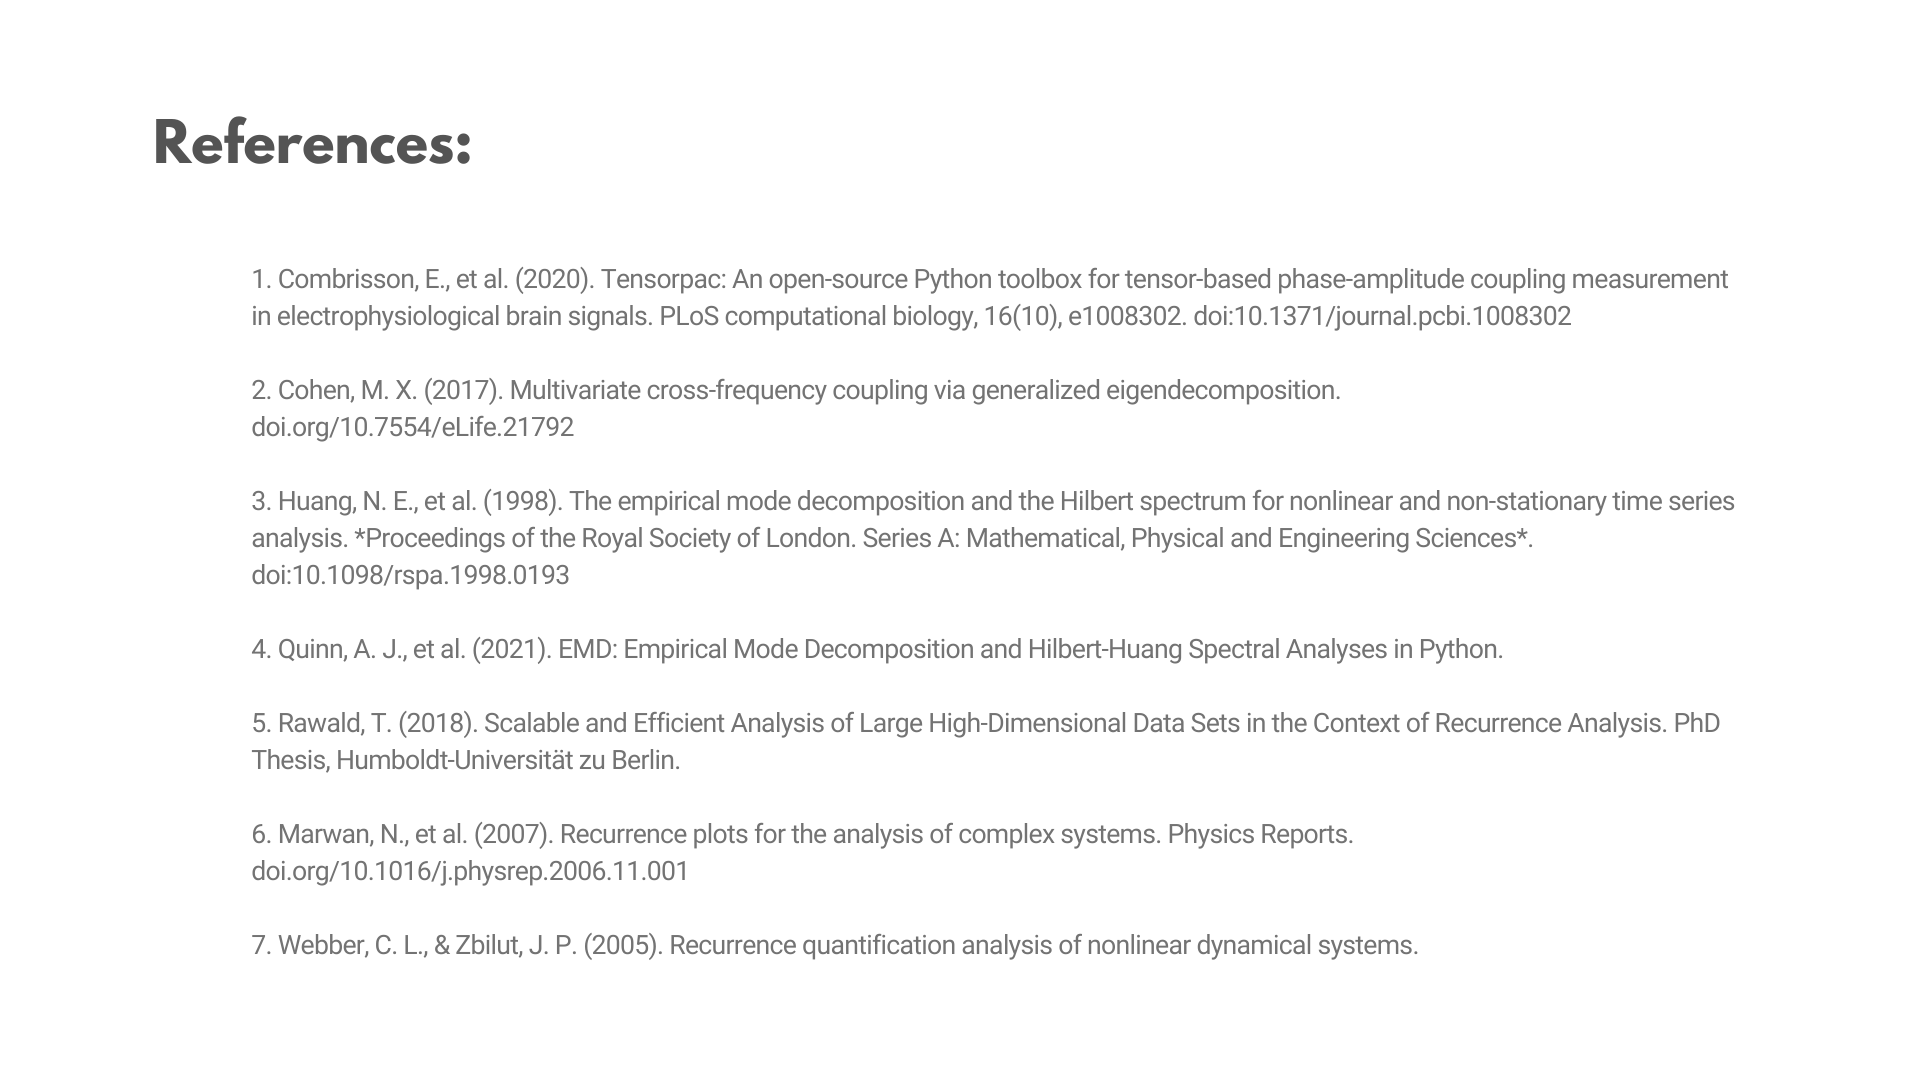 References:
1. Combrisson, E., et al. (2020). Tensorpac: An open-source Python toolbox for tensor-based phase-amplitude coupling measurement
in electrophysiological brain signals. PLoS computational biology, 16(10), e1008302. doi:10.1371/journal.pcbi.1008302
2. Cohen, M. X. (2017). Multivariate cross-frequency coupling via generalized eigendecomposition.
doi.org/10.7554/eLife.21792
3. Huang, N. E., et al. (1998). The empirical mode decomposition and the Hilbert spectrum for nonlinear and non-stationary time series
analysis. *Proceedings of the Royal Society of London. Series A: Mathematical, Physical and Engineering Sciences*.
doi:10.1098/rspa.1998.0193
4. Quinn, A. J., et al. (2021). EMD: Empirical Mode Decomposition and Hilbert-Huang Spectral Analyses in Python.
5. Rawald, T. (2018). Scalable and Efficient Analysis of Large High-Dimensional Data Sets in the Context of Recurrence Analysis. PhD
Thesis, Humboldt-Universität zu Berlin.
6. Marwan, N., et al. (2007). Recurrence plots for the analysis of complex systems. Physics Reports.
doi.org/10.1016/j.physrep.2006.11.001
7. Webber, C. L., & Zbilut, J. P. (2005). Recurrence quantification analysis of nonlinear dynamical systems.